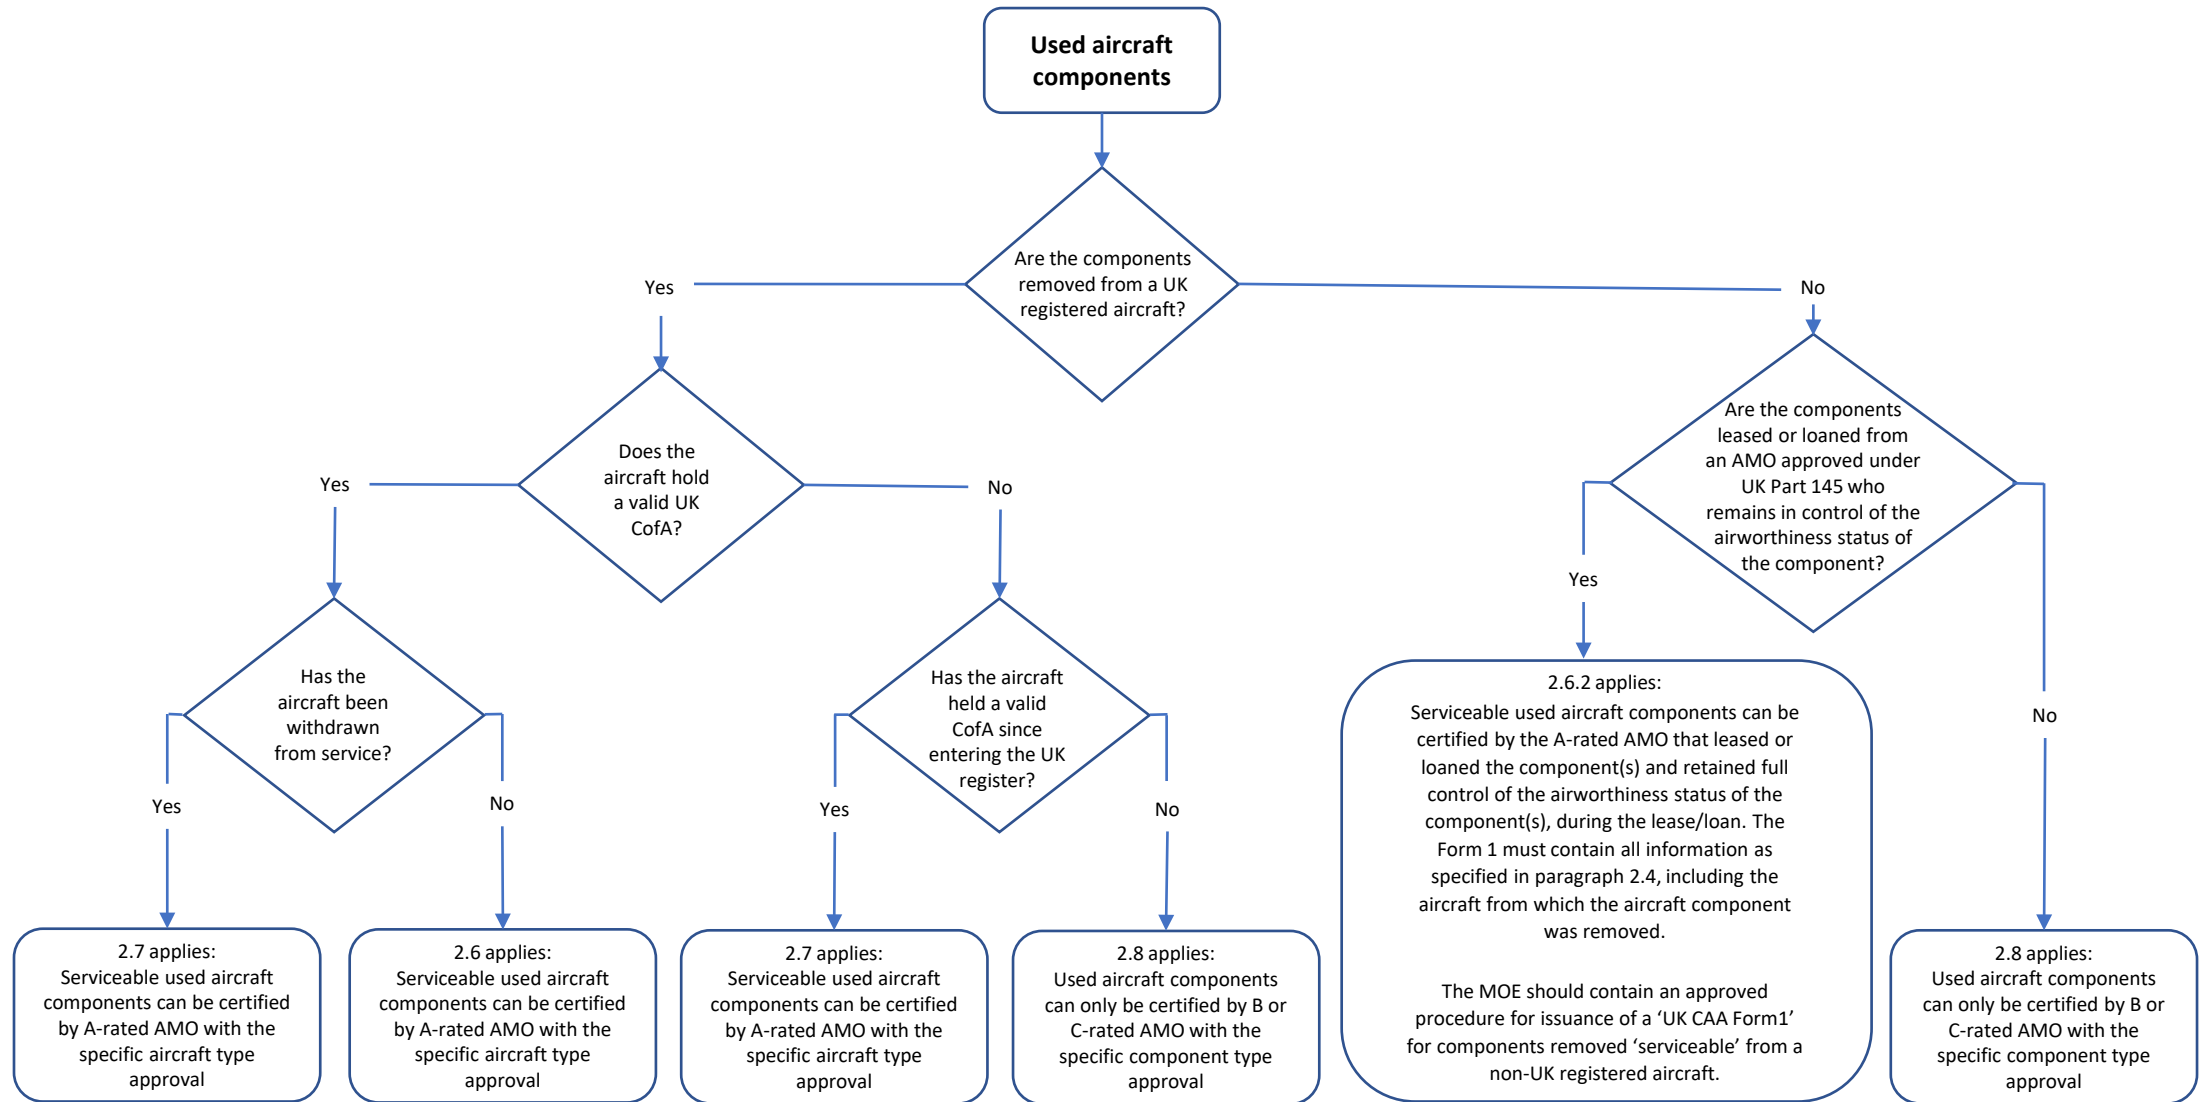 Used aircraft
components
Are the components
removed from a UK
registered aircraft?
Yes
No
Does the
aircraft hold
a valid UK
CofA?
Are the components
leased or loaned from
an AMO approved under
UK Part 145 who
remains in control of the
airworthiness status of
the component?
Yes
No
Has the
aircraft been
withdrawn
from service?
Has the aircraft
held a valid
CofA since
entering the UK
register?
Yes
No
Yes
No
Yes
No
2.7 applies:
Serviceable used aircraft
components can be certified
by A-rated AMO with the
specific aircraft type
approval
2.6 applies:
Serviceable used aircraft
components can be certified
by A-rated AMO with the
specific aircraft type
approval
2.7 applies:
Serviceable used aircraft
components can be certified
by A-rated AMO with the
specific aircraft type
approval
2.8 applies:
Used aircraft components
can only be certified by B or
C-rated AMO with the
specific component type
approval
2.6.2 applies:
Serviceable used aircraft components can be
certified by the A-rated AMO that leased or
loaned the component(s) and retained full
control of the airworthiness status of the
component(s), during the lease/loan. The
Form 1 must contain all information as
specified in paragraph 2.4, including the
aircraft from which the aircraft component
was removed.
The MOE should contain an approved
procedure for issuance of a ‘UK CAA Form1’
for components removed ‘serviceable’ from a
non-UK registered aircraft.
2.8 applies:
Used aircraft components
can only be certified by B or
C-rated AMO with the
specific component type
approval